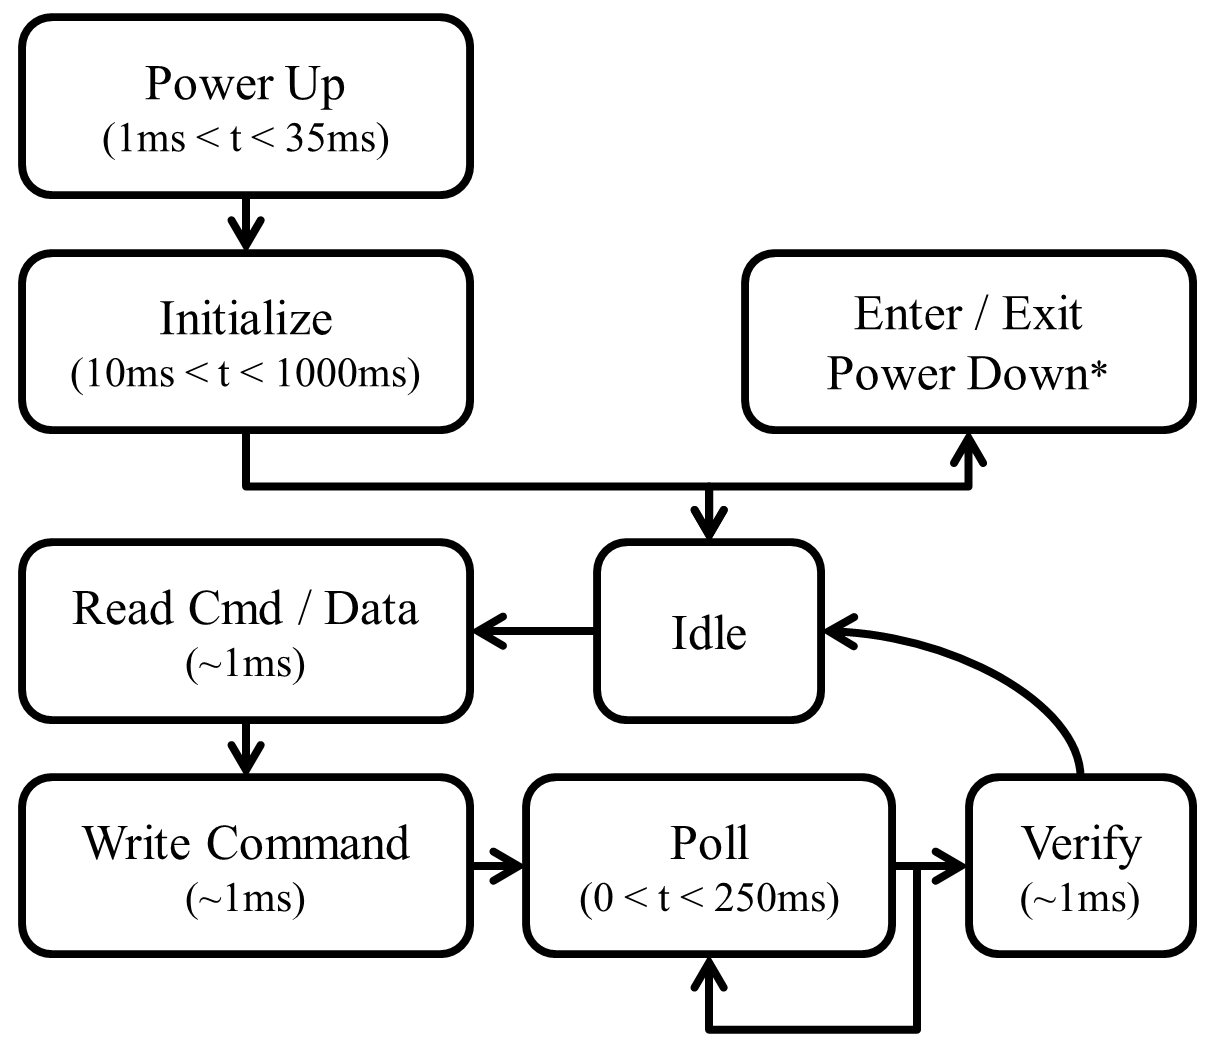 Power Up
(1ms < t < 35ms)
Initialize
(10ms < t < 1000ms)
Enter / Exit
Power Down*
Read Cmd / Data
(~1ms)
Idle
Write Command
(~1ms)
Poll
(0 < t < 250ms)
Verify
(~1ms)